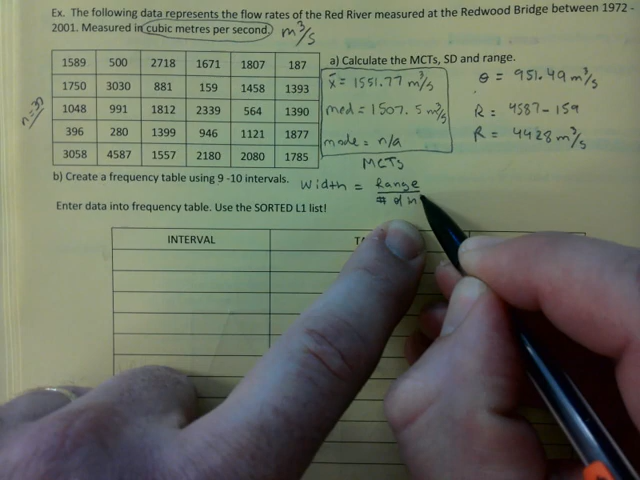 Ex. The following data represents the flow rates of the Red River measured at the Redwood Bridge between 1972 -
2001. Measured in cubic metres per second. m³/s
1589 500 2718 1671 1807 187
1750 3030 881 159 1458 1393
1048 991 1812 2339 564 1390
396 280 1399 946 1121 1877
3058 4587 1557 2180 2080 1785
n=30
a) Calculate the MCTs, SD and range.
x̄ = 1551.77 m³/s
med = 1507.5 m³/s
mode = n/a
MCTs
θ = 951.49 m³/s
R = 4587 - 159
R = 4428 m³/s
b) Create a frequency table using 9 -10 intervals.
Width = Range
# of in
Enter data into frequency table. Use the SORTED L1 list!
INTERVAL